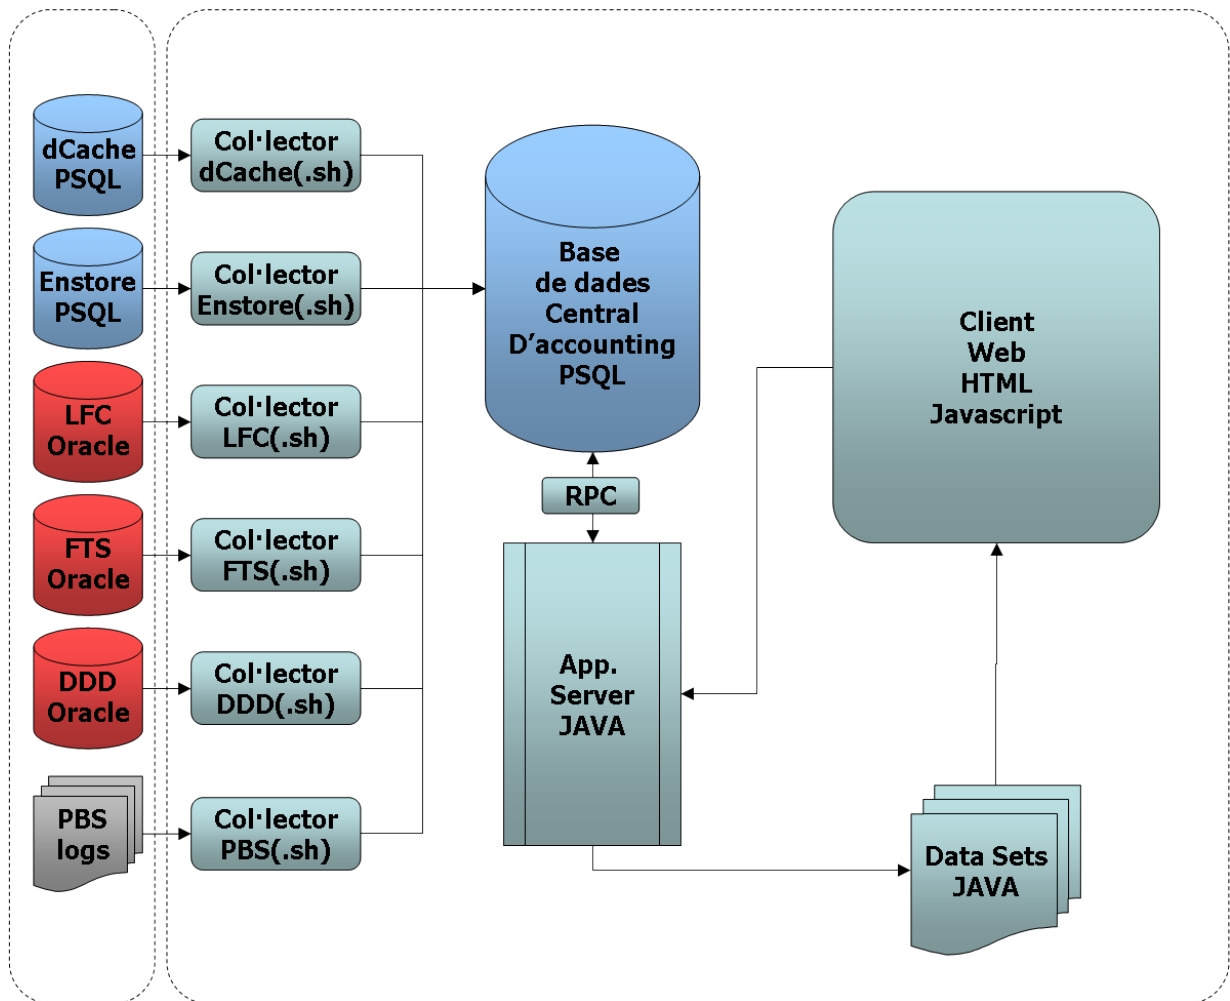 dCache
PSQL
Col·lector
dCache(.sh)
Enstore
PSQL
Col·lector
Enstore(.sh)
LFC
Oracle
Col·lector
LFC(.sh)
FTS
Oracle
Col·lector
FTS(.sh)
DDD
Oracle
Col·lector
DDD(.sh)
PBS
logs
Col·lector
PBS(.sh)
Base
de dades
Central
D’accounting
PSQL
RPC
App.
Server
JAVA
Client
Web
HTML
Javascript
Data Sets
JAVA